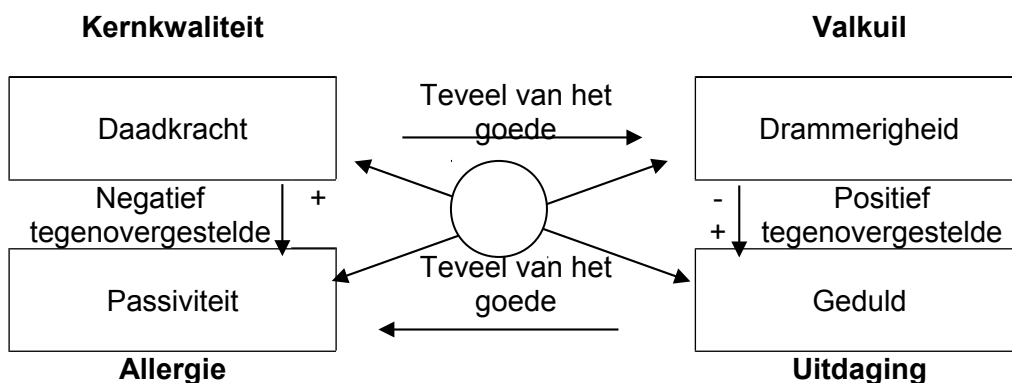 Kernkwaliteit
Valkuil
Daadkracht
Teveel van het
goede
Drammerigheid
Negatief
tegenovergestelde
+
-
+
Positief
tegenovergestelde
Passiviteit
Teveel van het
goede
Geduld
Allergie
Uitdaging